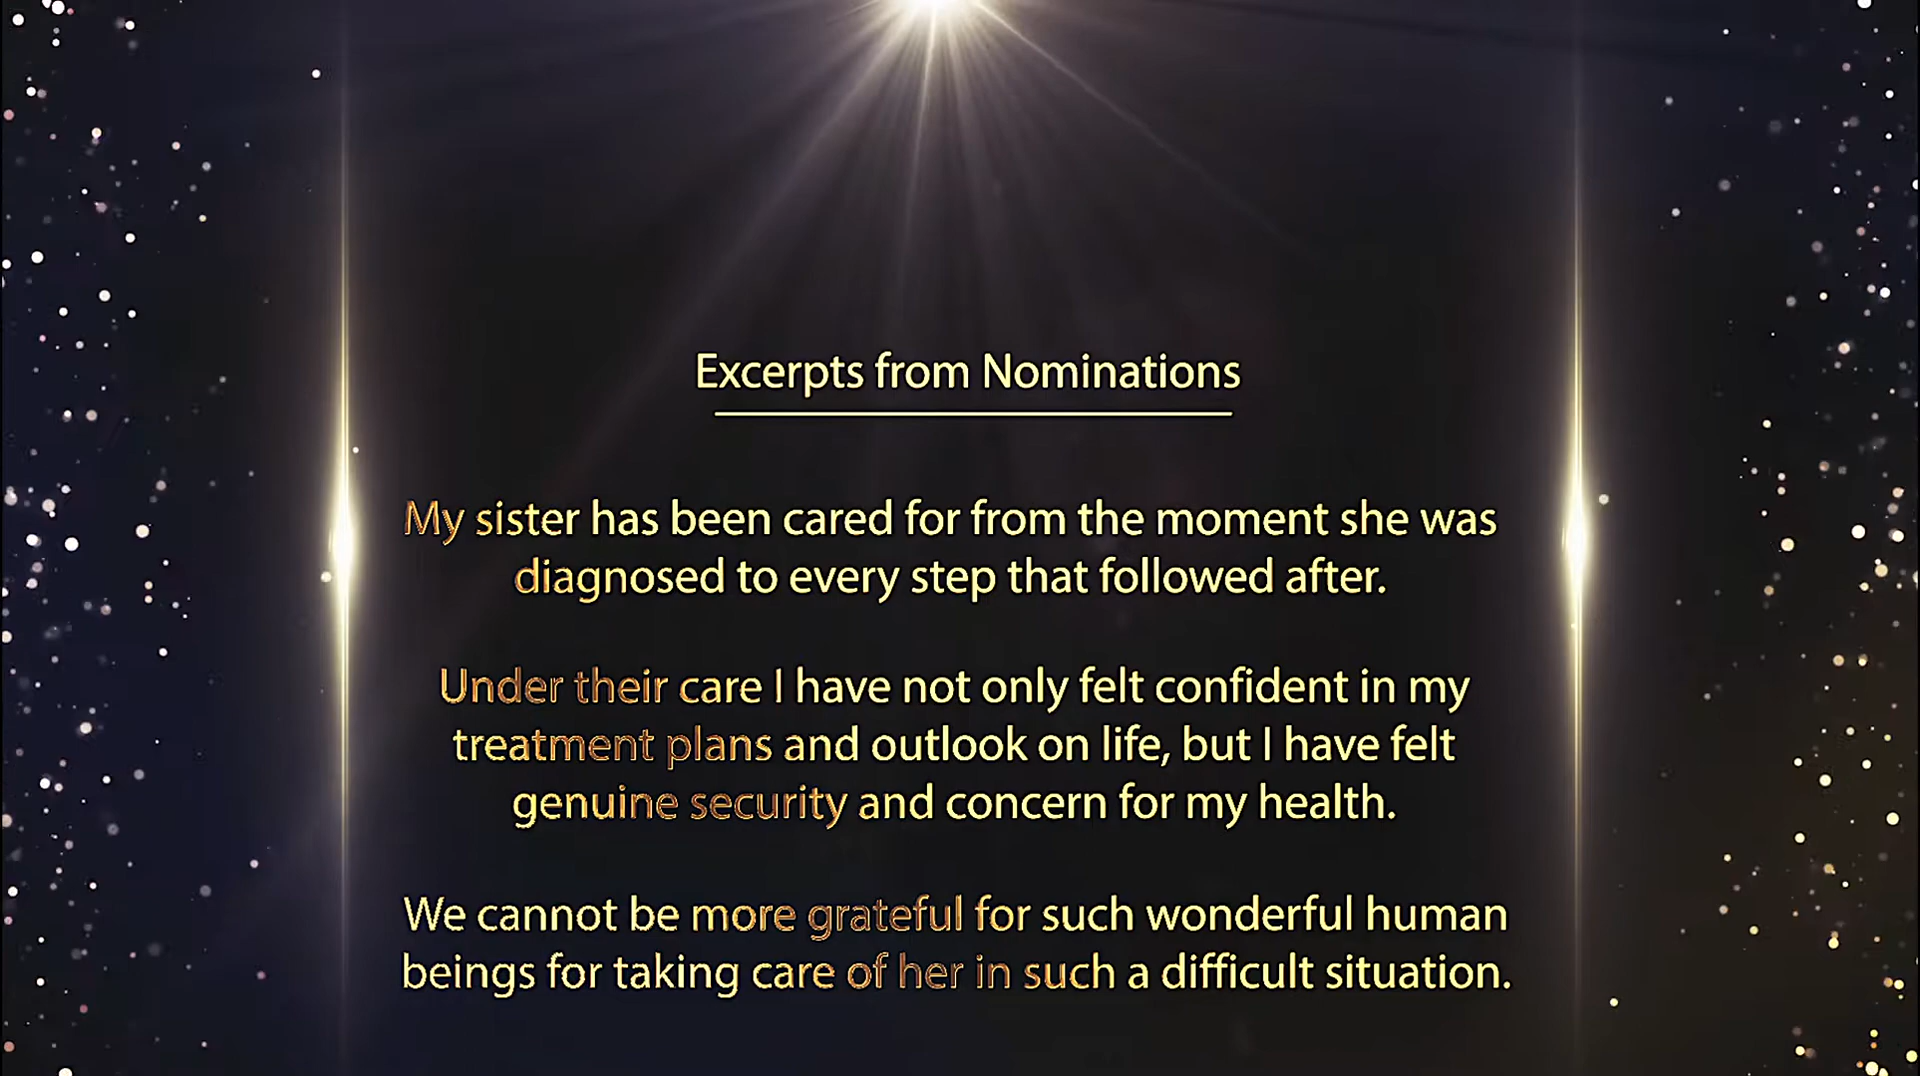 Excerpts from Nominations
My sister has been cared for from the moment she was
diagnosed to every step that followed after.
Under their care I have not only felt confident in my
treatment plans and outlook on life, but I have felt
genuine security and concern for my health.
We cannot be more grateful for such wonderful human
beings for taking care of her in such a difficult situation.